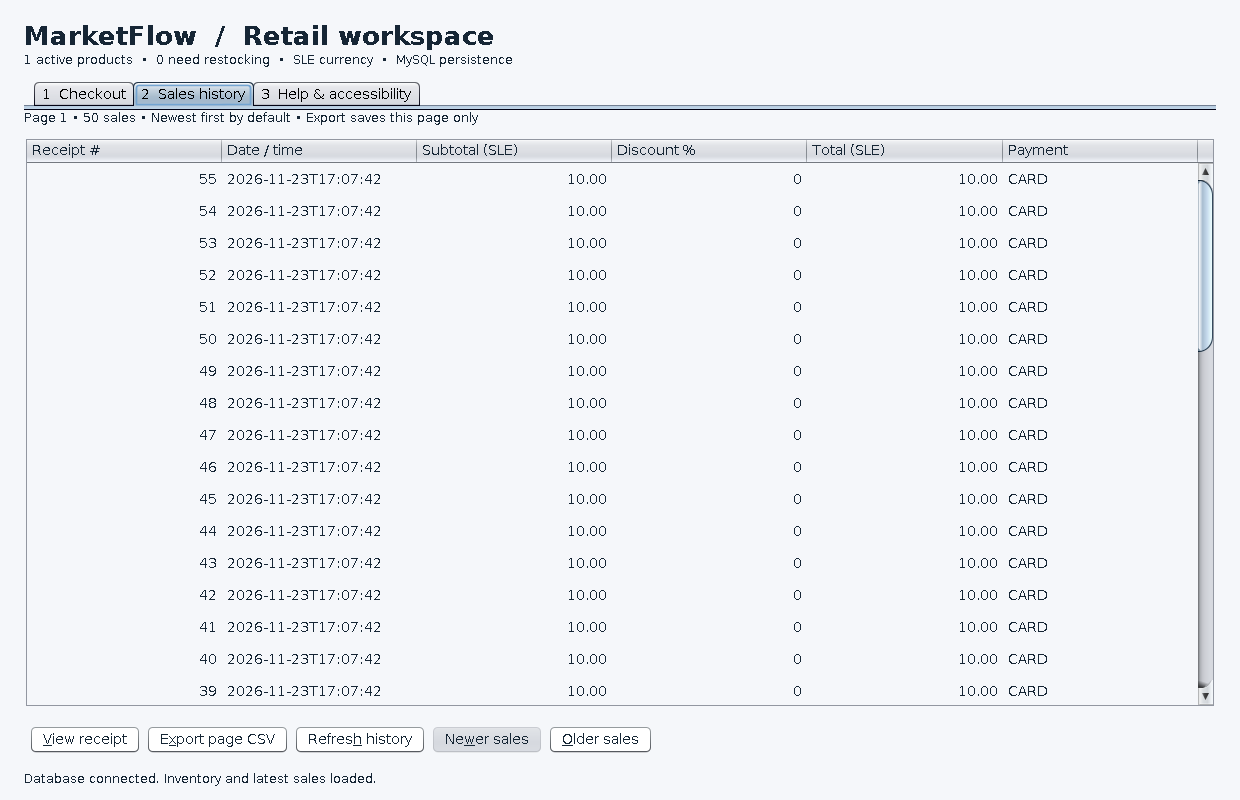 MarketFlow / Retail workspace
1 active products • 0 need restocking • SLE currency • MySQL persistence
1 Checkout 2 Sales history 3 Help & accessibility
Page 1 • 50 sales • Newest first by default • Export saves this page only
Receipt # Date / time Subtotal (SLE) Discount % Total (SLE) Payment
55 2026-11-23T17:07:42 10.00 0 10.00 CARD
54 2026-11-23T17:07:42 10.00 0 10.00 CARD
53 2026-11-23T17:07:42 10.00 0 10.00 CARD
52 2026-11-23T17:07:42 10.00 0 10.00 CARD
51 2026-11-23T17:07:42 10.00 0 10.00 CARD
50 2026-11-23T17:07:42 10.00 0 10.00 CARD
49 2026-11-23T17:07:42 10.00 0 10.00 CARD
48 2026-11-23T17:07:42 10.00 0 10.00 CARD
47 2026-11-23T17:07:42 10.00 0 10.00 CARD
46 2026-11-23T17:07:42 10.00 0 10.00 CARD
45 2026-11-23T17:07:42 10.00 0 10.00 CARD
44 2026-11-23T17:07:42 10.00 0 10.00 CARD
43 2026-11-23T17:07:42 10.00 0 10.00 CARD
42 2026-11-23T17:07:42 10.00 0 10.00 CARD
41 2026-11-23T17:07:42 10.00 0 10.00 CARD
40 2026-11-23T17:07:42 10.00 0 10.00 CARD
39 2026-11-23T17:07:42 10.00 0 10.00 CARD
View receipt Export page CSV Refresh history Newer sales Older sales
Database connected. Inventory and latest sales loaded.